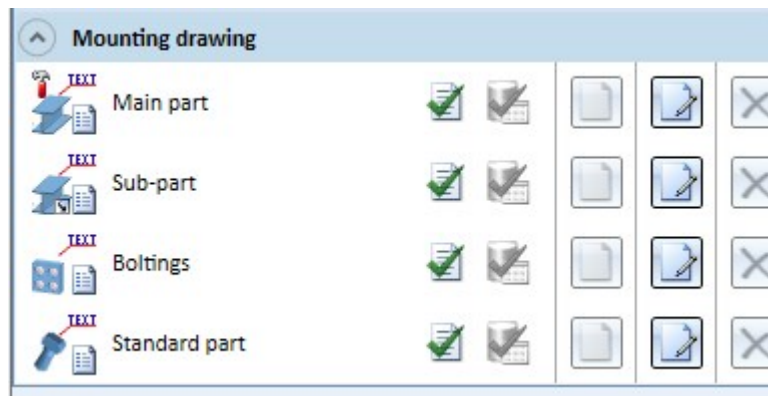 Mounting drawing
TEXT
Main part
TEXT
Sub-part
TEXT
Boltings
TEXT
Standard part